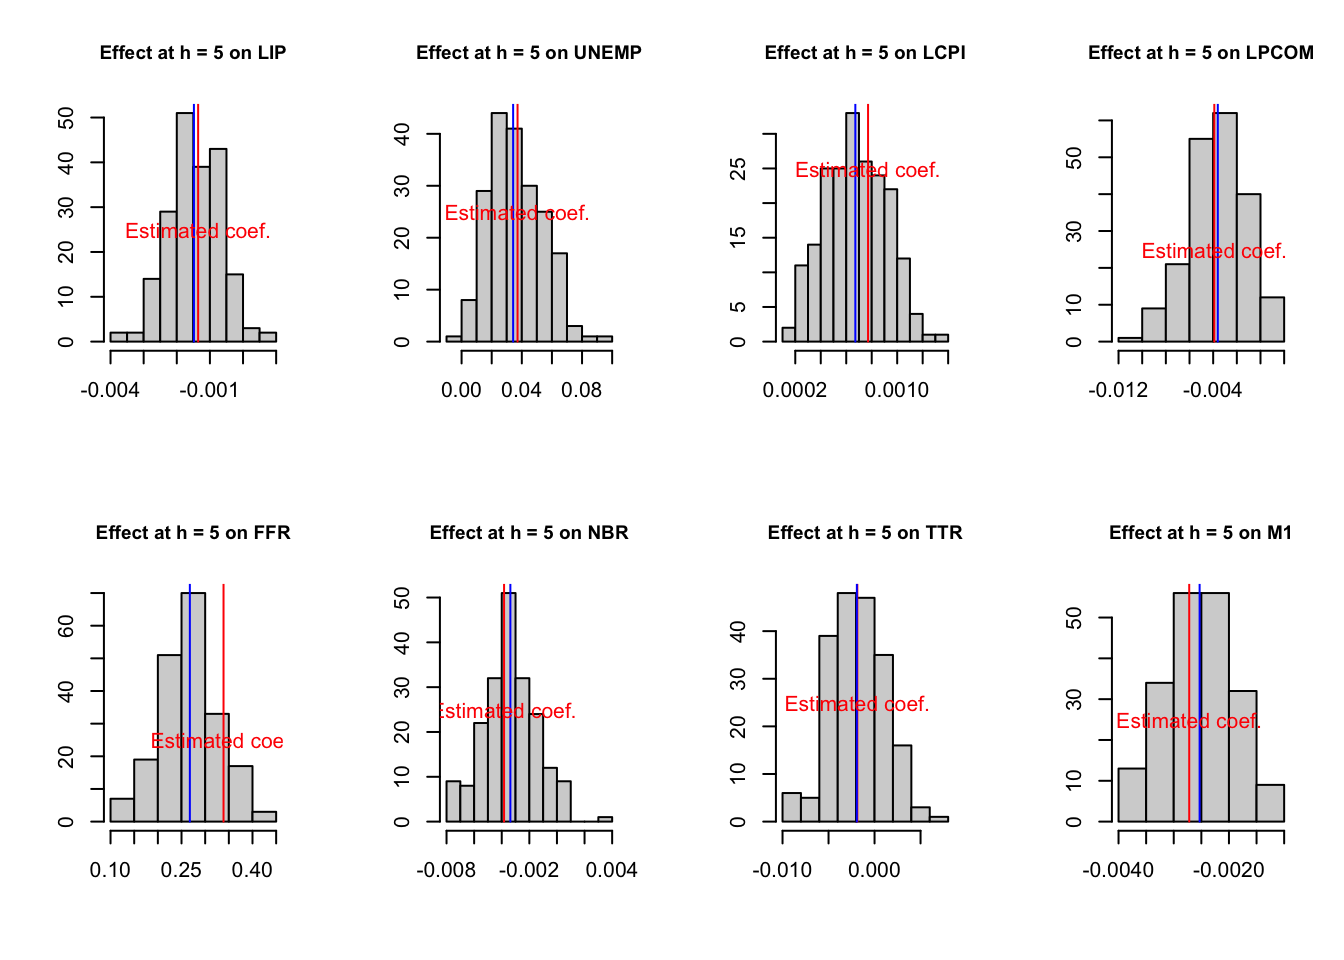 Effect at h = 5 on LIP
50
40
30
20
10
0
Estimated coef.
-0.004 -0.001
Effect at h = 5 on UNEMP
40
30
20
10
0
Estimated coef.
0.00 0.04 0.08
Effect at h = 5 on LCPI
25
15
5
Estimated coef.
0.0002 0.0010
Effect at h = 5 on LPCOM
50
30
10
0
Estimated coef.
-0.012 -0.004
Effect at h = 5 on FFR
60
40
20
0
Estimated coe
0.10 0.25 0.40
Effect at h = 5 on NBR
50
40
30
20
10
0
Estimated coef.
-0.008 -0.002 0.004
Effect at h = 5 on TTR
40
30
20
10
0
Estimated coef.
-0.010 0.000
Effect at h = 5 on M1
50
30
10
0
Estimated coef.
-0.0040 -0.0020